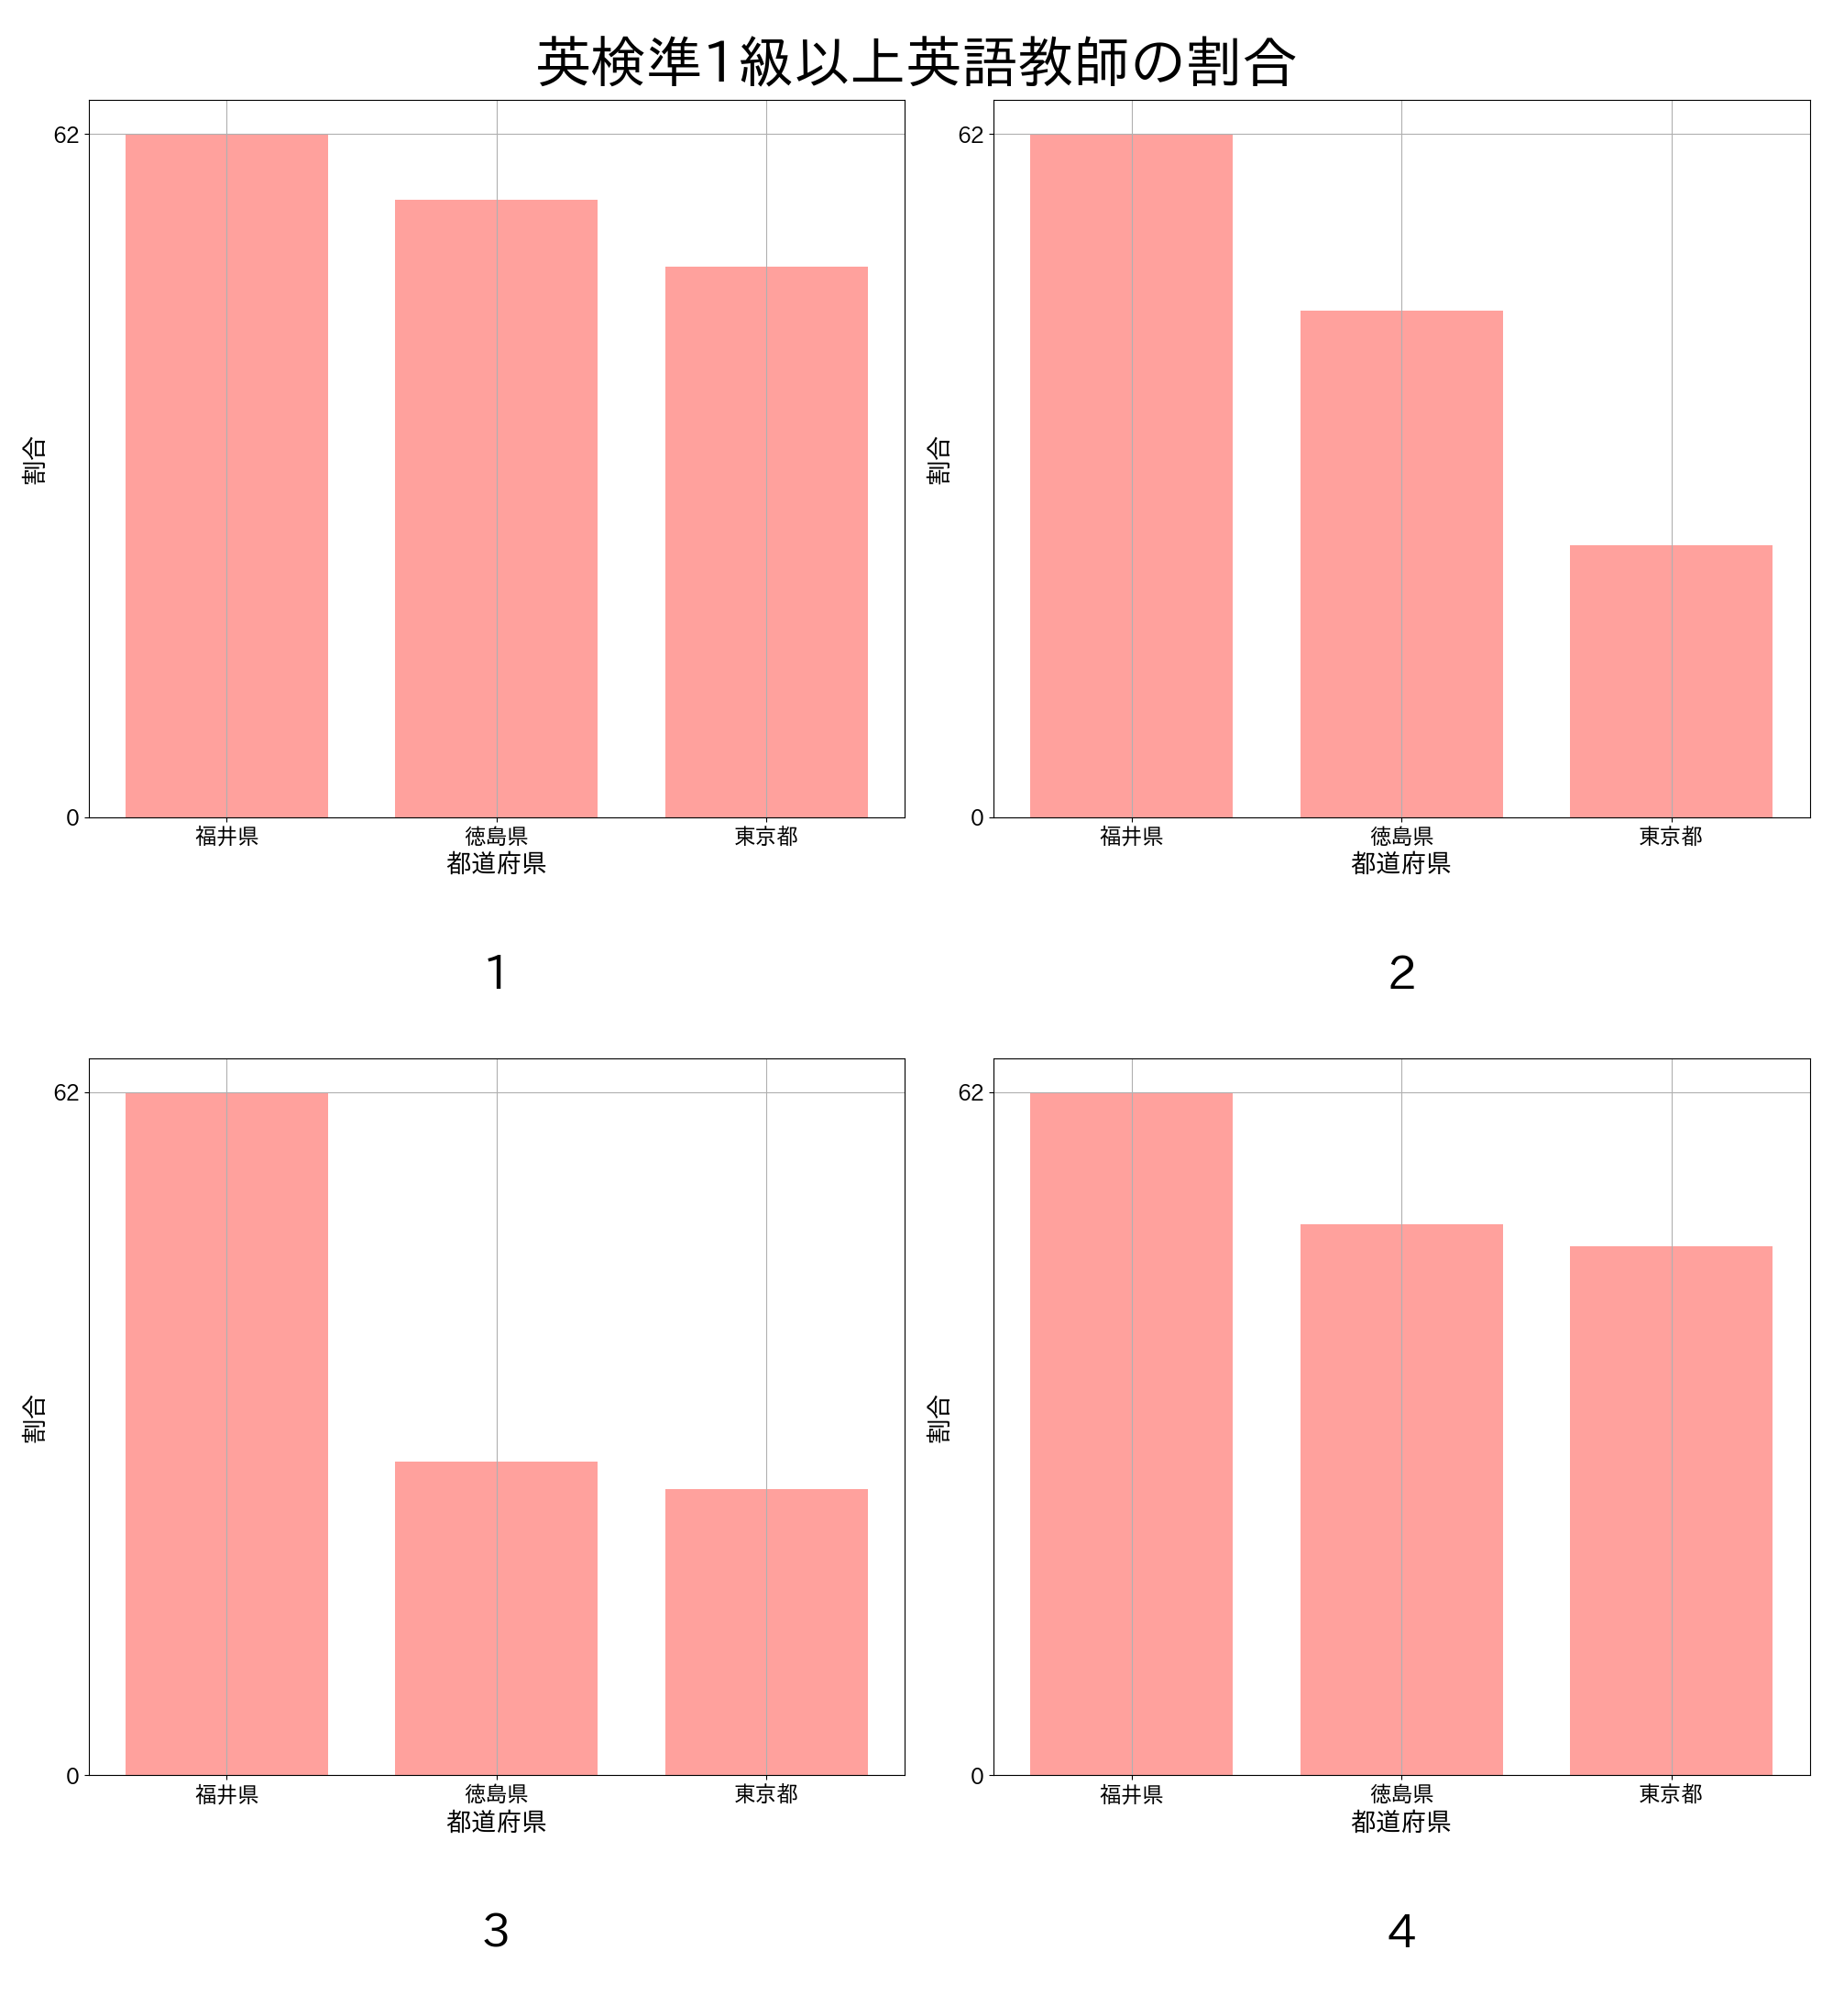 英検準1級以上英語教師の割合
62
割合
0
福井県 徳島県 東京都
都道府県
1
62
割合
0
福井県 徳島県 東京都
都道府県
2
62
割合
0
福井県 徳島県 東京都
都道府県
3
62
割合
0
福井県 徳島県 東京都
都道府県
4